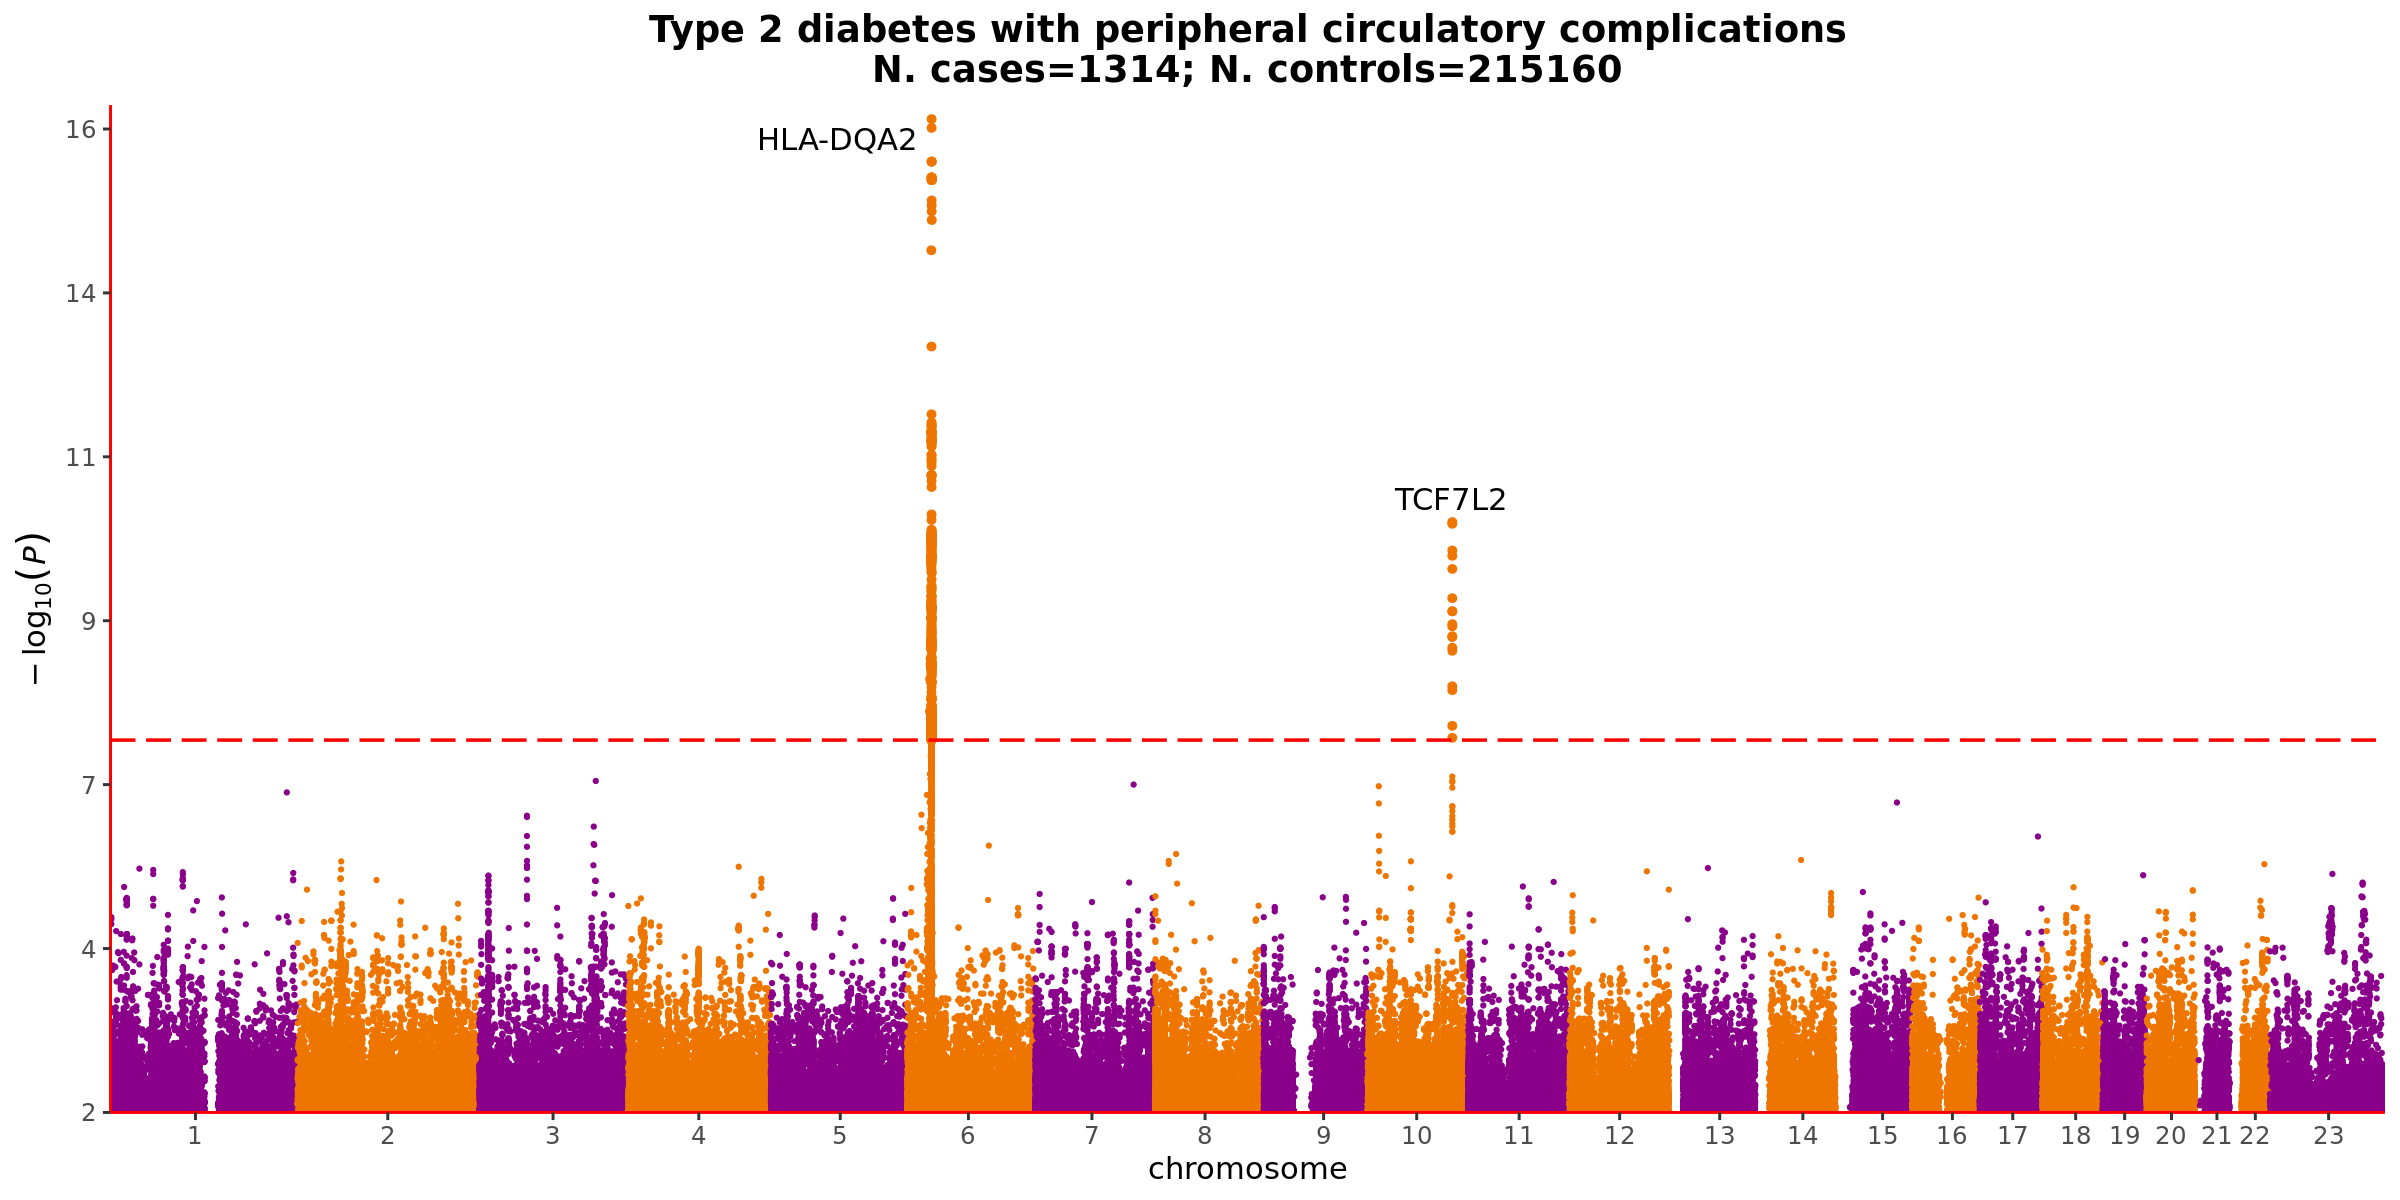 Type 2 diabetes with peripheral circulatory complications
N. cases=1314; N. controls=215160
16
14
11
9
7
4
2
−log₁₀(P)
HLA-DQA2
TCF7L2
1 2 3 4 5 6 7 8 9 10 11 12 13 14 15 16 17 18 19 20 21 22 23
chromosome